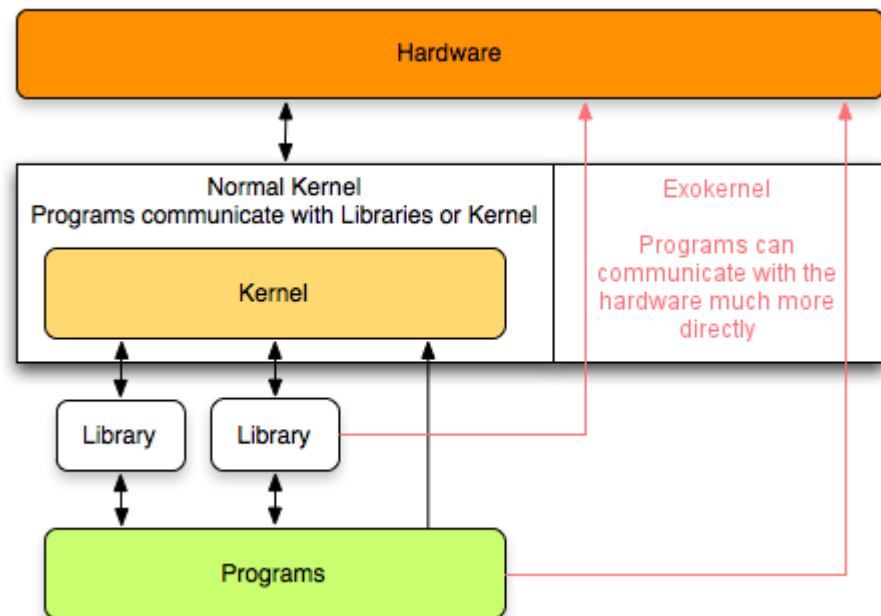 Hardware
Normal Kernel
Programs communicate with Libraries or Kernel
Kernel
Exokernel
Programs can
communicate with the
hardware much more
directly
Library
Library
Programs